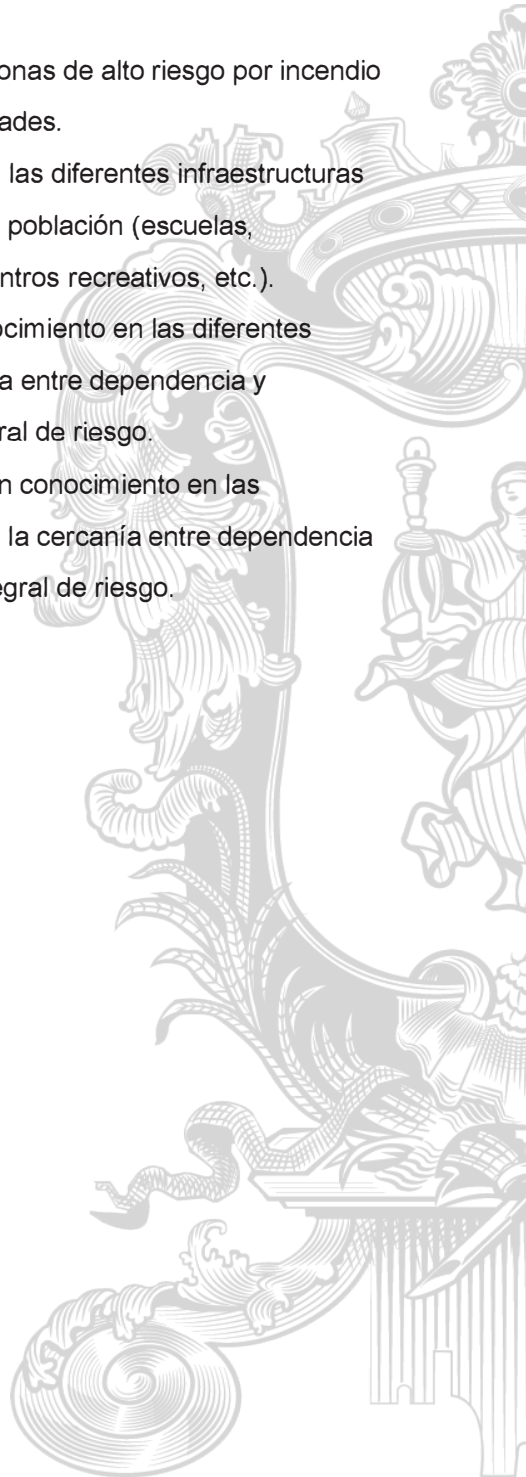 onas de alto riesgo por incendio
ades.
las diferentes infraestructuras
población (escuelas,
ntros recreativos, etc.).
ocimiento en las diferentes
a entre dependencia y
ral de riesgo.
n conocimiento en las
la cercanía entre dependencia
egral de riesgo.